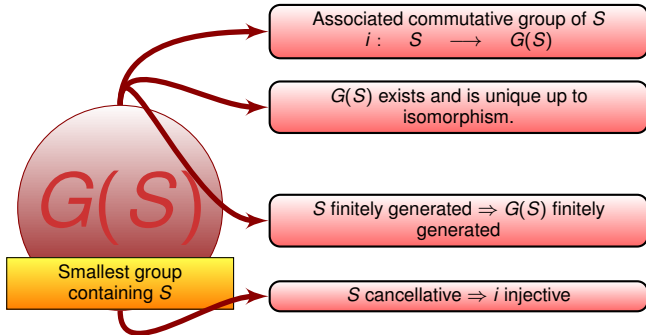 Associated commutative group of S
i : S ⟶ G(S)
G(S) exists and is unique up to
isomorphism.
G(S)
S finitely generated ⇒ G(S) finitely
generated
Smallest group
containing S
S cancellative ⇒ i injective